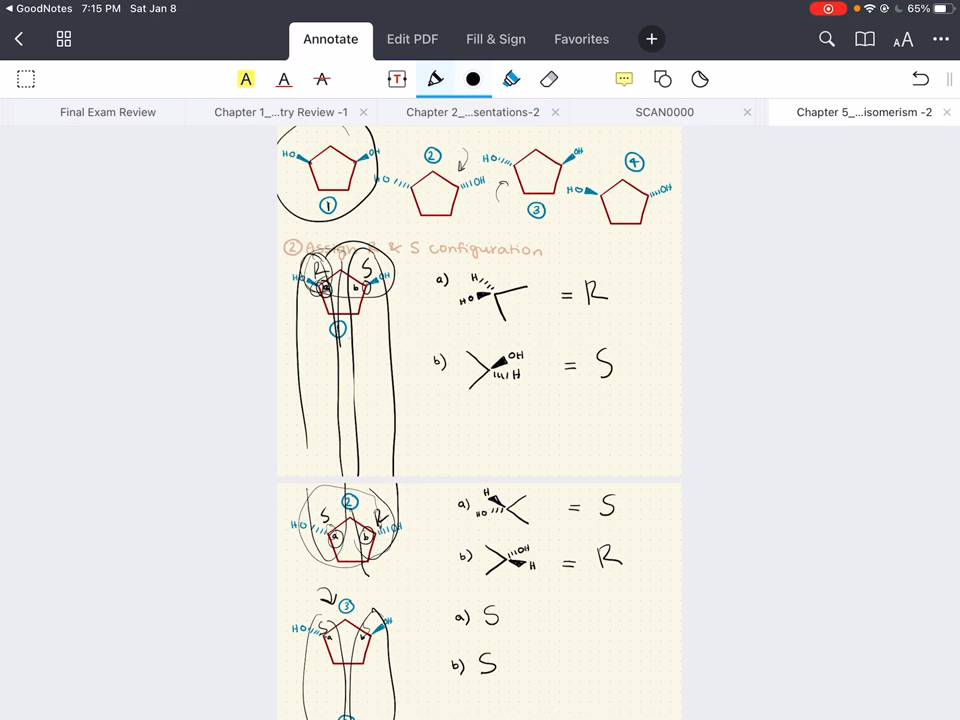 GoodNotes 7:15 PM Sat Jan 8 65%
Annotate Edit PDF Fill & Sign Favorites
A A A T AA
Final Exam Review Chapter 1_...try Review -1 Chapter 2_...sentations-2 SCAN0000 Chapter 5_...isomerism -2
HO OH
1
2
HO OH
HO OH
3
4
HO OH
2 Assign R & S configuration
R S
HO a b OH
1
a) H HO = R
b) OH H = S
2
S R
HO a b OH
a) H HO = S
b) OH H = R
3
S S
HO a b OH
a) S
b) S